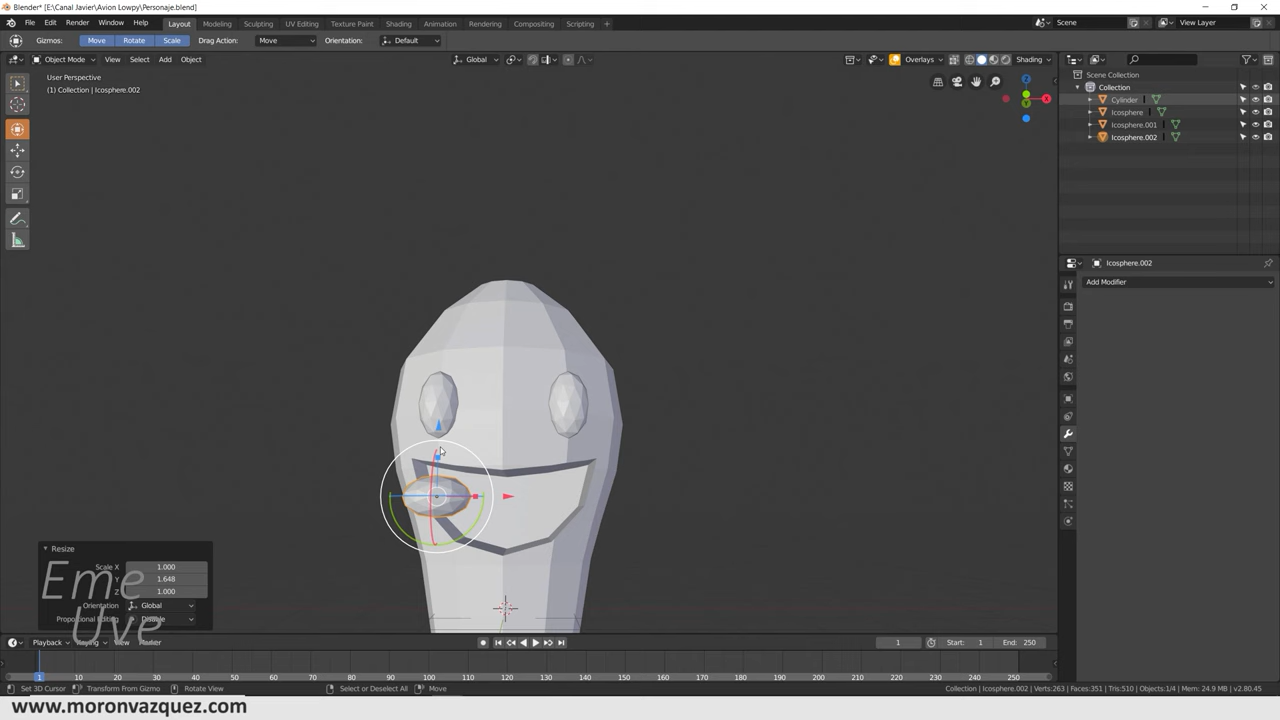 Blender* [E:\Canal Javier\Avion Lowpy\Personaje.blend]
File Edit Render Window Help Layout Modeling Sculpting UV Editing Texture Paint Shading Animation Rendering Compositing Scripting + Scene View Layer
Gizmos: Move Rotate Scale Drag Action: Move Orientation: Default
Object Mode View Select Add Object Global Overlays Shading
User Perspective
(1) Collection | Icosphere.002
Z
X
Y
Scene Collection
Collection
Cylinder
Icosphere
Icosphere.001
Icosphere.002
Icosphere.002
Add Modifier
Resize
Scale X 1.000
Y 1.648
Z 1.000
Orientation Global
Proportional Editing
Eme
Uve
Playback Keying View Marker 1 Start: 1 End: 250
1 10 20 30 40 50 60 70 80 90 100 110 120 130 140 150 160 170 180 190 200 210 220 230 240 250
Set 3D Cursor Transform From Gizmo Rotate View Select or Deselect All Move Collection | Icosphere.002 | Verts:263 | Faces:351 | Tris:510 | Objects:1/4 | Mem: 24.9 MB | v2.80.45
www.moronvazquez.com